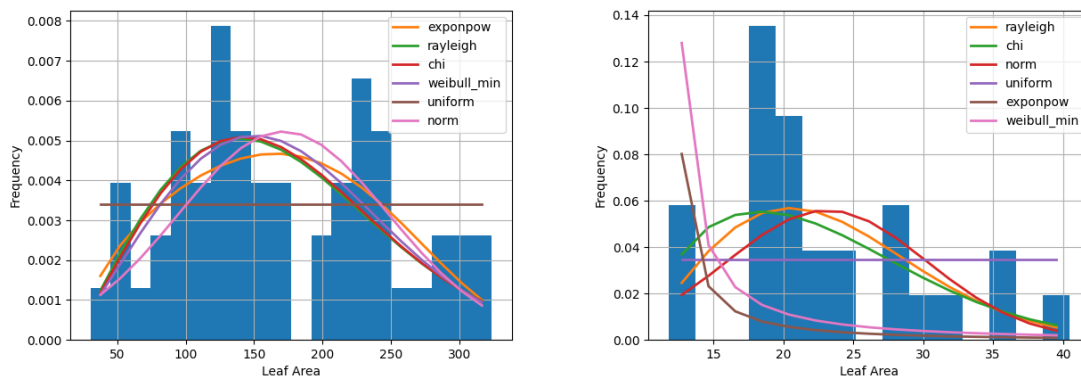 0.008
0.007
0.006
0.005
0.004
0.003
0.002
0.001
0.000
Frequency
50
100
150
200
250
300
Leaf Area
exponpow
rayleigh
chi
weibull_min
uniform
norm
0.14
0.12
0.10
0.08
0.06
0.04
0.02
0.00
Frequency
15
20
25
30
35
40
Leaf Area
rayleigh
chi
norm
uniform
exponpow
weibull_min